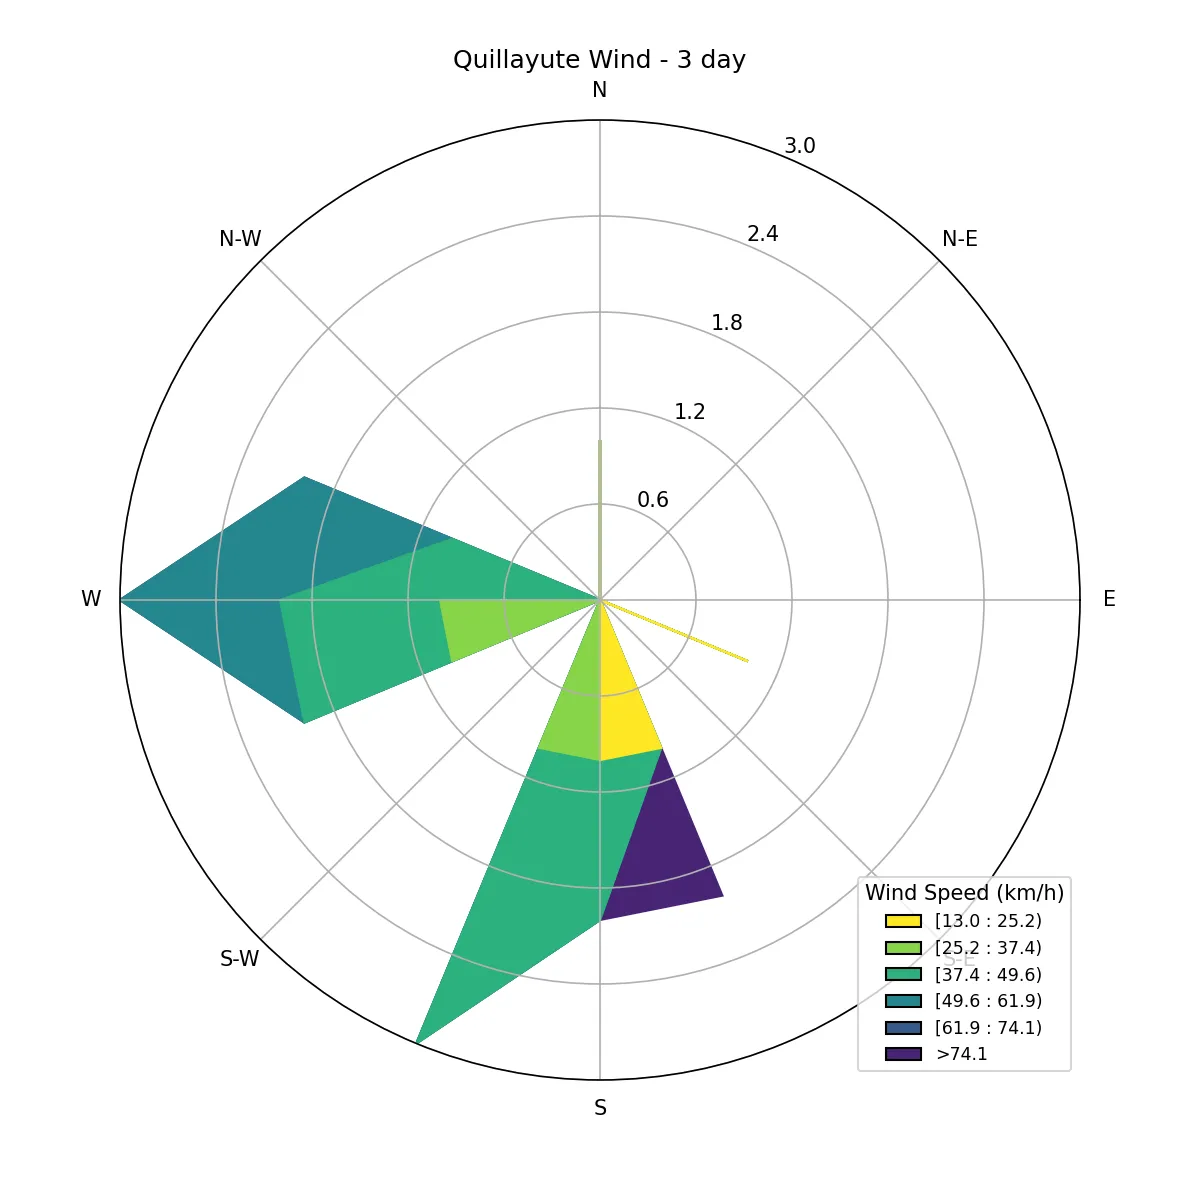 Quillayute Wind - 3 day
N
3.0
N-W
2.4
N-E
1.8
1.2
0.6
W
E
S-W
S-E
S
Wind Speed (km/h)
[13.0 : 25.2)
[25.2 : 37.4)
[37.4 : 49.6)
[49.6 : 61.9)
[61.9 : 74.1)
>74.1